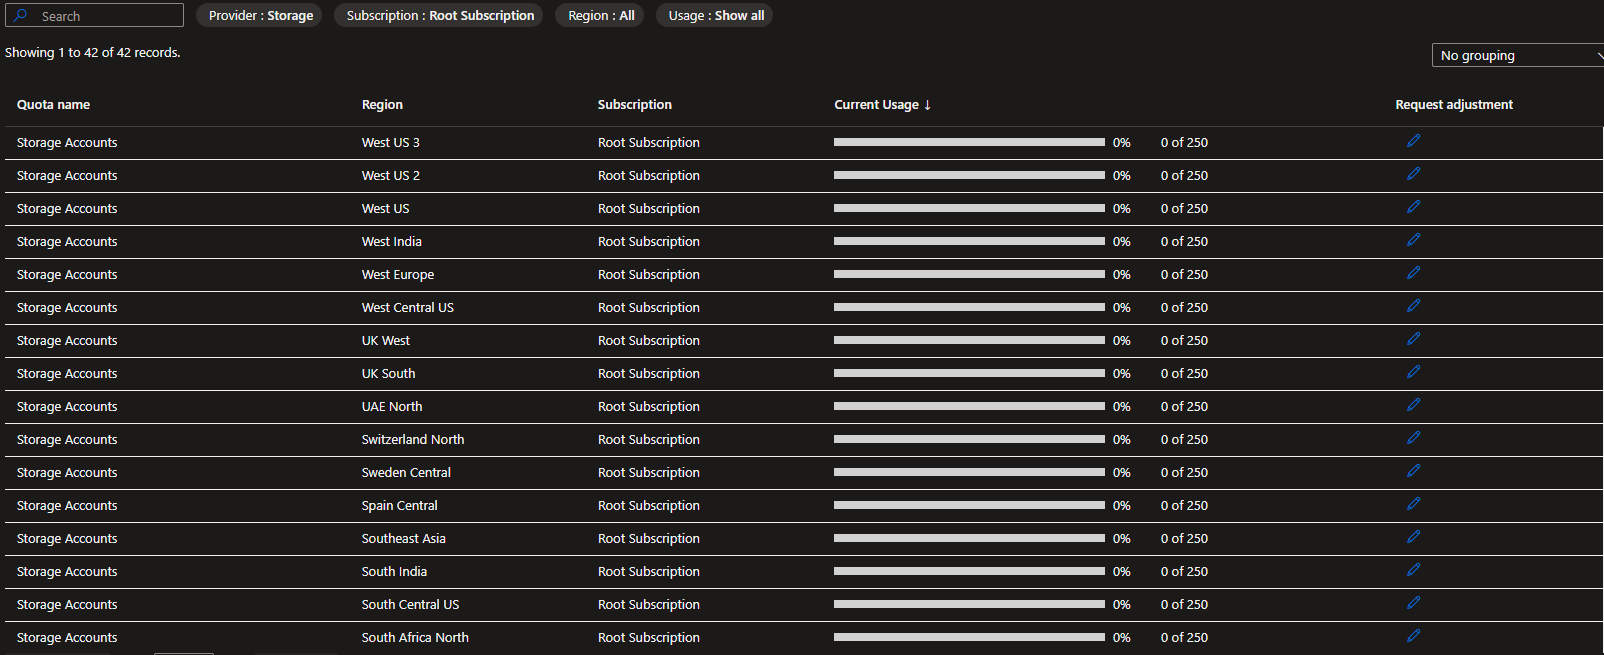 Search Provider : Storage Subscription : Root Subscription Region : All Usage : Show all
Showing 1 to 42 of 42 records.
No grouping
Quota name Region Subscription Current Usage ↓ Request adjustment
Storage Accounts West US 3 Root Subscription 0% 0 of 250
Storage Accounts West US 2 Root Subscription 0% 0 of 250
Storage Accounts West US Root Subscription 0% 0 of 250
Storage Accounts West India Root Subscription 0% 0 of 250
Storage Accounts West Europe Root Subscription 0% 0 of 250
Storage Accounts West Central US Root Subscription 0% 0 of 250
Storage Accounts UK West Root Subscription 0% 0 of 250
Storage Accounts UK South Root Subscription 0% 0 of 250
Storage Accounts UAE North Root Subscription 0% 0 of 250
Storage Accounts Switzerland North Root Subscription 0% 0 of 250
Storage Accounts Sweden Central Root Subscription 0% 0 of 250
Storage Accounts Spain Central Root Subscription 0% 0 of 250
Storage Accounts Southeast Asia Root Subscription 0% 0 of 250
Storage Accounts South India Root Subscription 0% 0 of 250
Storage Accounts South Central US Root Subscription 0% 0 of 250
Storage Accounts South Africa North Root Subscription 0% 0 of 250